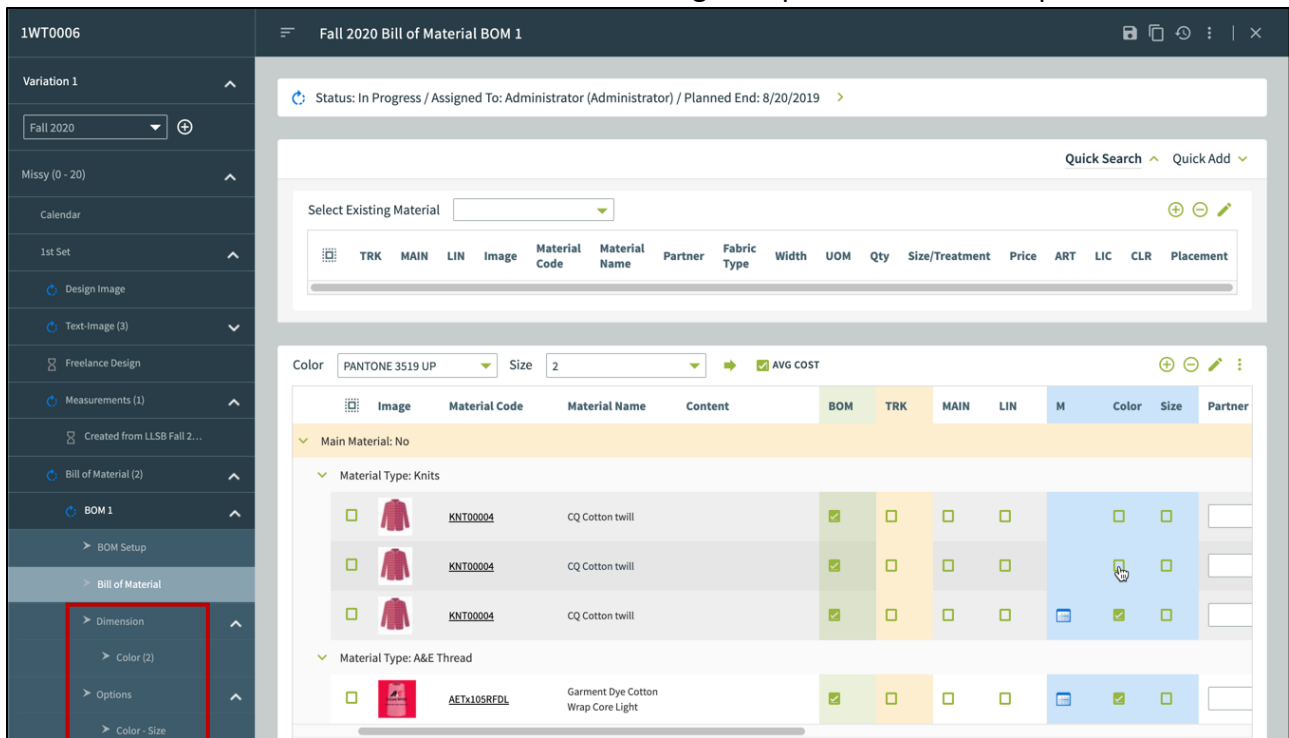 1WT0006
Fall 2020 Bill of Material BOM 1
Variation 1
Fall 2020
Missy (0 - 20)
Calendar
1st Set
Design Image
Text-Image (3)
Freelance Design
Measurements (1)
Created from LLSB Fall 2...
Bill of Material (2)
BOM 1
BOM Setup
Bill of Material
Dimension
Color (2)
Options
Color - Size
Status: In Progress / Assigned To: Administrator (Administrator) / Planned End: 8/20/2019
Quick Search Quick Add
Select Existing Material
TRK MAIN LIN Image Material Code Material Name Partner Fabric Type Width UOM Qty Size/Treatment Price ART LIC CLR Placement
Color PANTONE 3519 UP Size 2 AVG COST
Image Material Code Material Name Content BOM TRK MAIN LIN M Color Size Partner
Main Material: No
Material Type: Knits
KNT00004 CQ Cotton twill
KNT00004 CQ Cotton twill
KNT00004 CQ Cotton twill
Material Type: A&E Thread
AETx105RFDL Garment Dye Cotton
Wrap Core Light